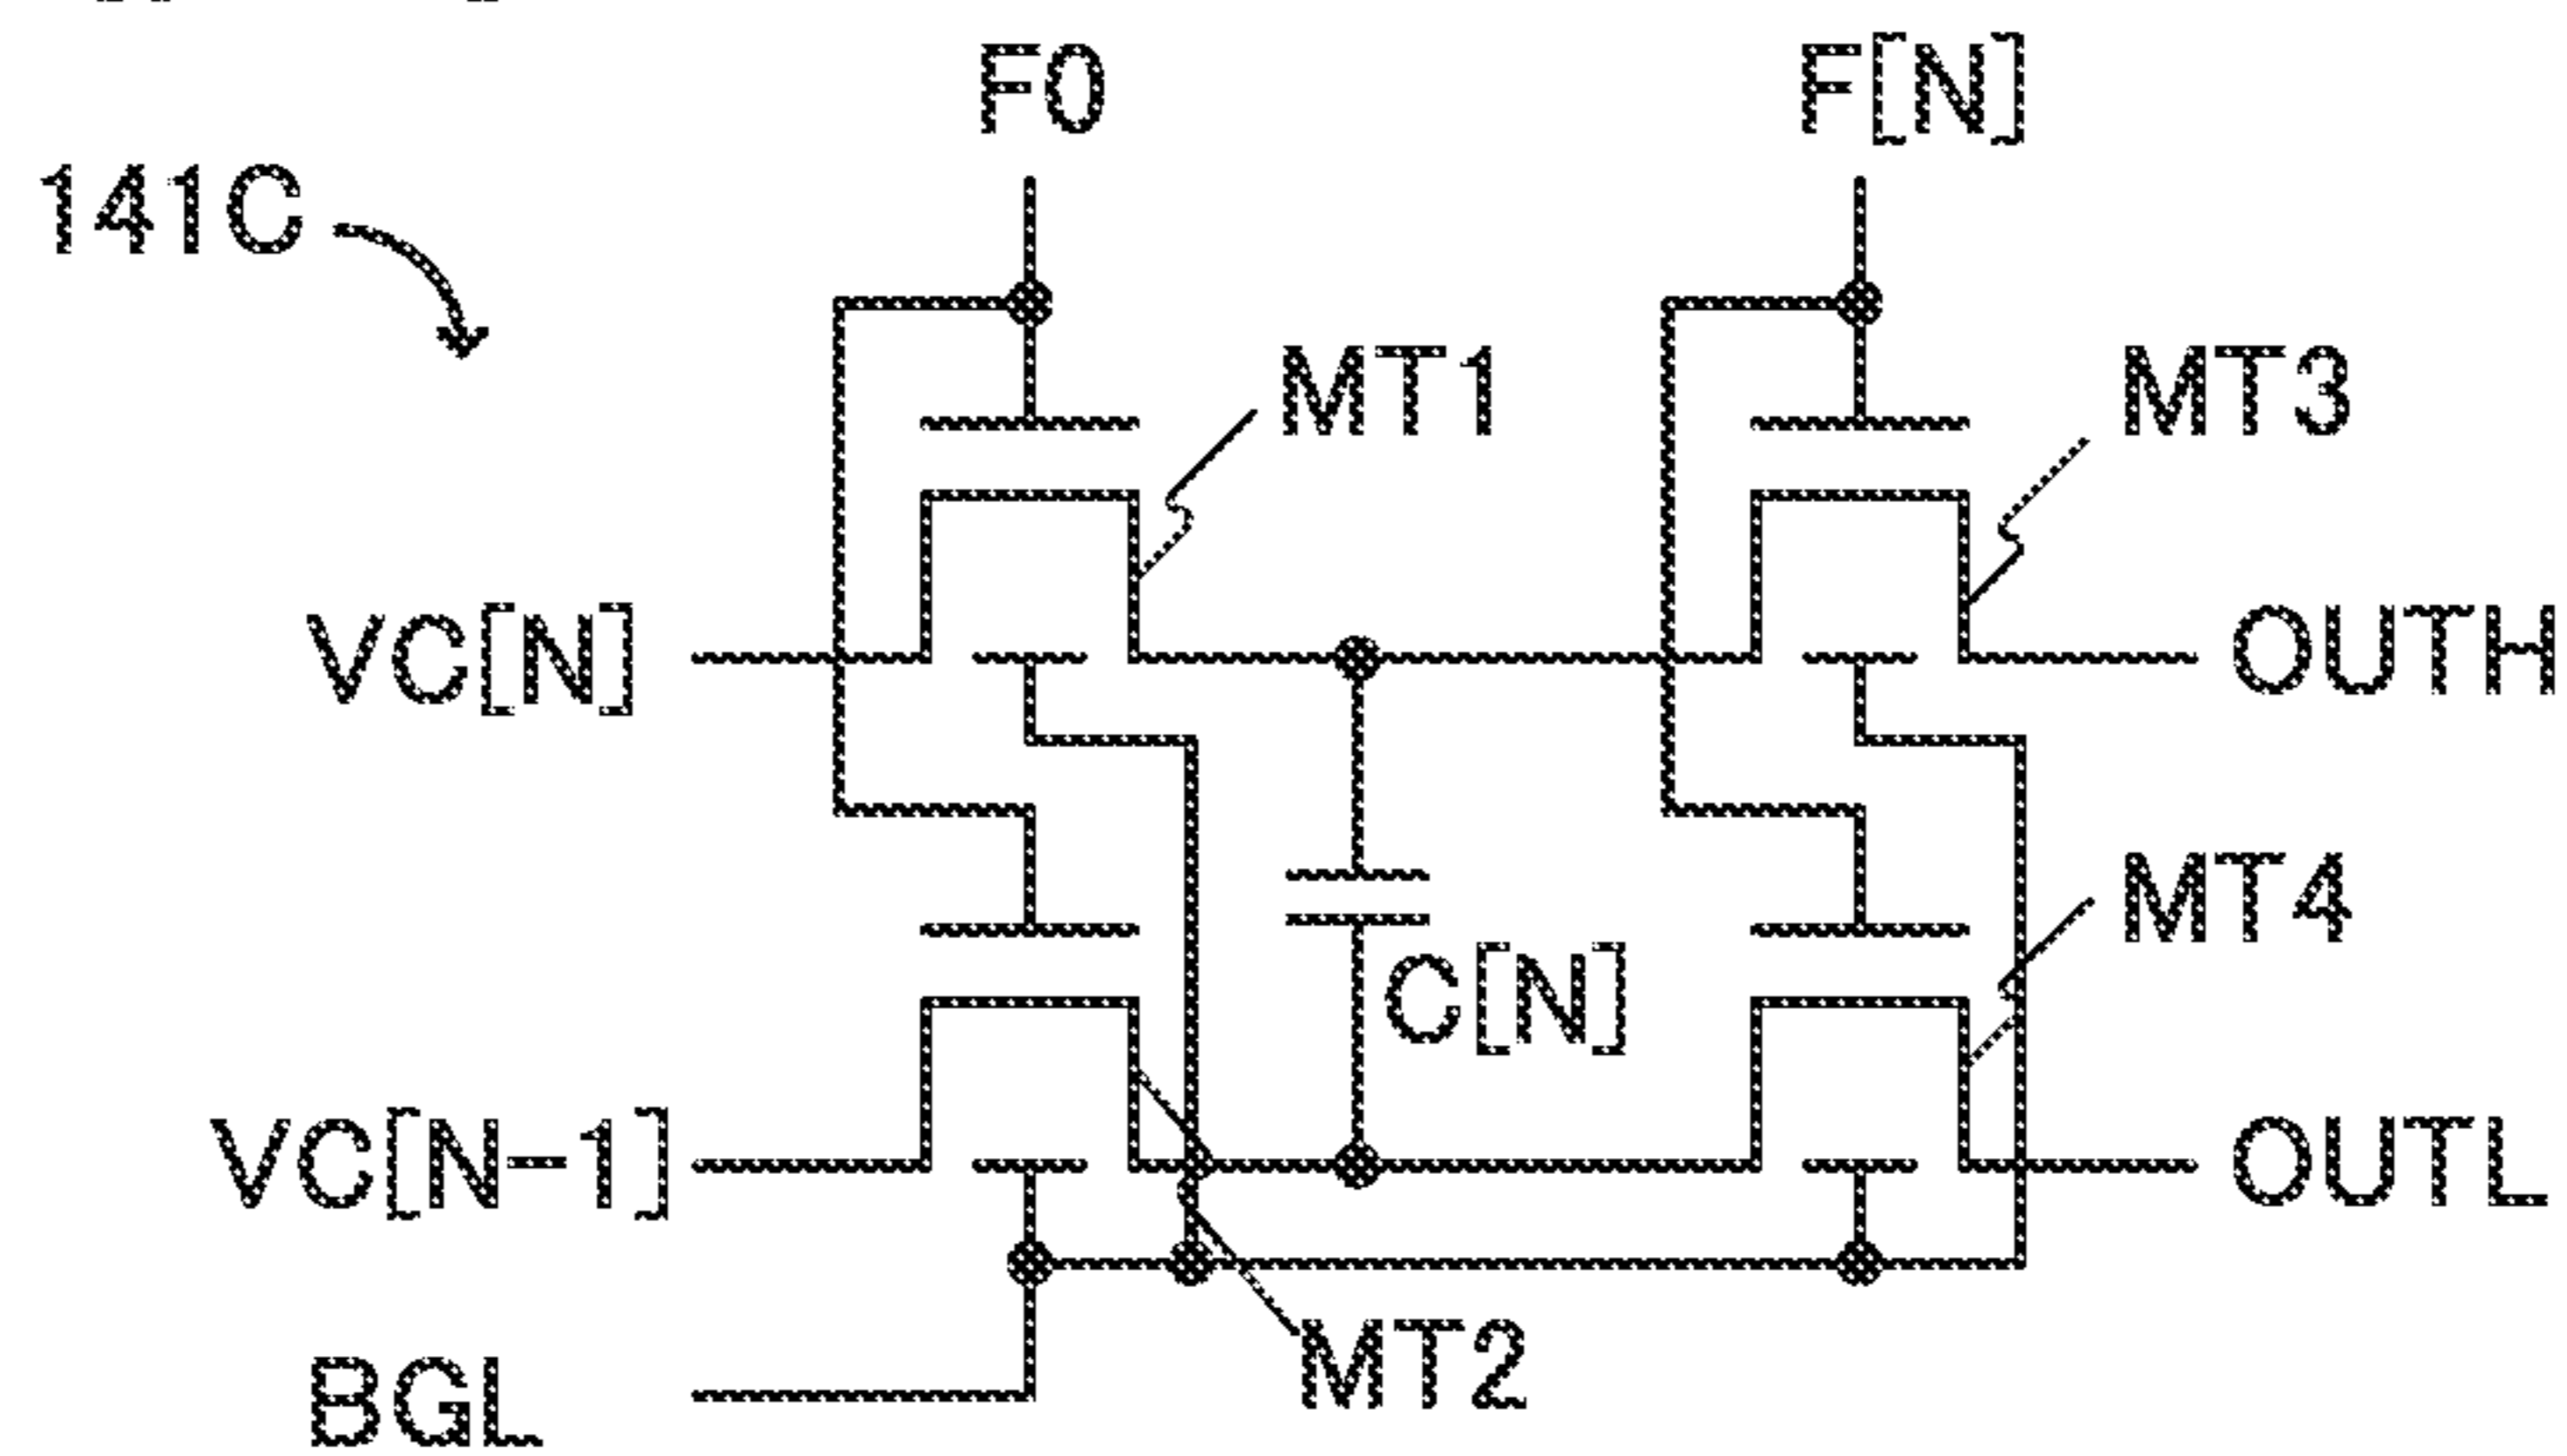 F0
F[N]
141C
MT1
MT3
VC[N]
OUTH
MT4
C[N]
VC[N-1]
OUTL
MT2
BGL